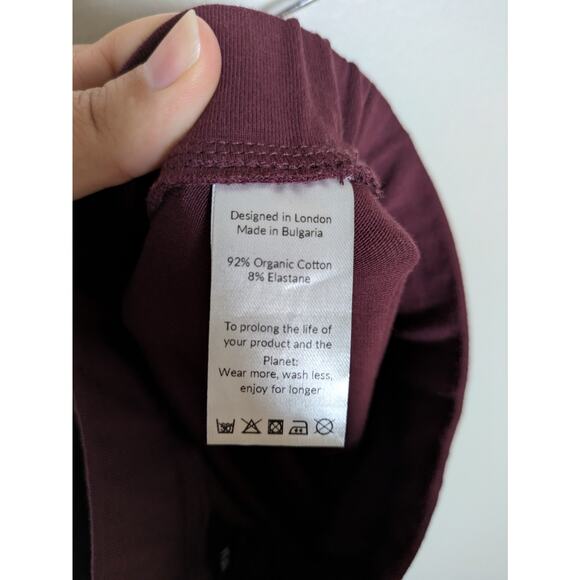 Designed in London
Made in Bulgaria
92% Organic Cotton
8% Elastane
To prolong the life of
your product and the
Planet:
Wear more, wash less,
enjoy for longer
30